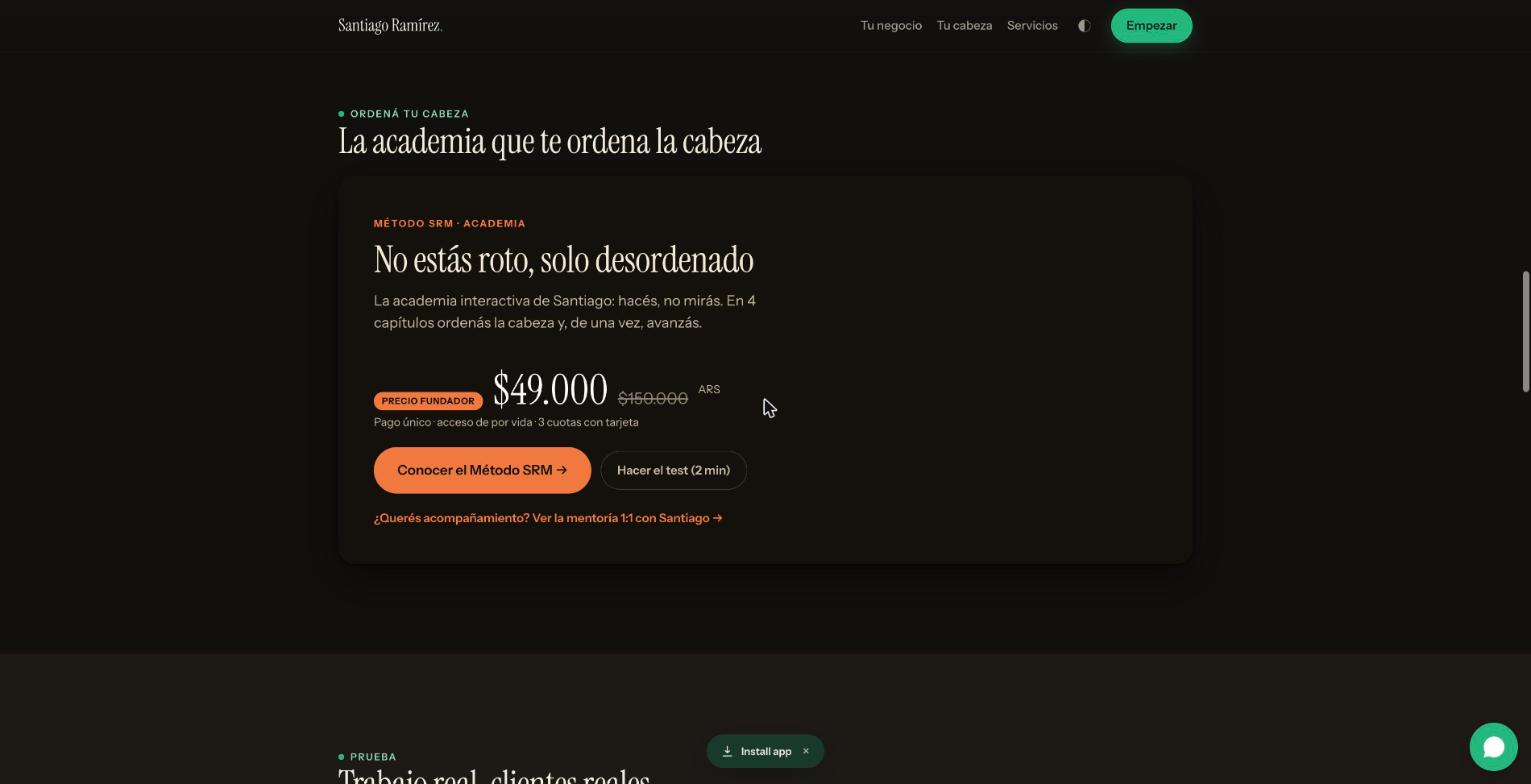 Santiago Ramírez.
Tu negocio
Tu cabeza
Servicios
Empezar
ORDENÁ TU CABEZA
La academia que te ordena la cabeza
MÉTODO SRM · ACADEMIA
No estás roto, solo desordenado
La academia interactiva de Santiago: hacés, no mirás. En 4
capítulos ordenás la cabeza y, de una vez, avanzás.
PRECIO FUNDADOR $49.000 $150.000 ARS
Pago único · acceso de por vida · 3 cuotas con tarjeta
Conocer el Método SRM →
Hacer el test (2 min)
¿Querés acompañamiento? Ver la mentoría 1:1 con Santiago →
PRUEBA
Trabajo real, clientes reales
Install app ×